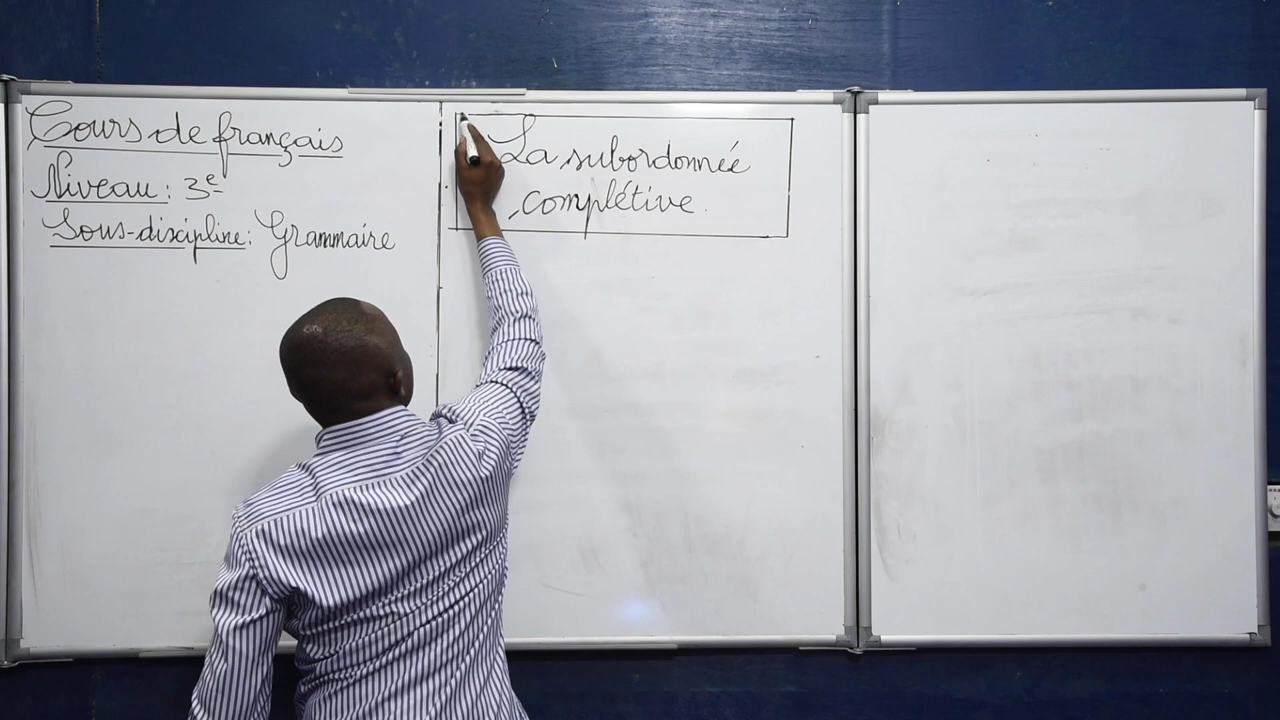 Cours de français
Niveau : 3e
Sous-discipline : Grammaire
La subordonnée
complétive.